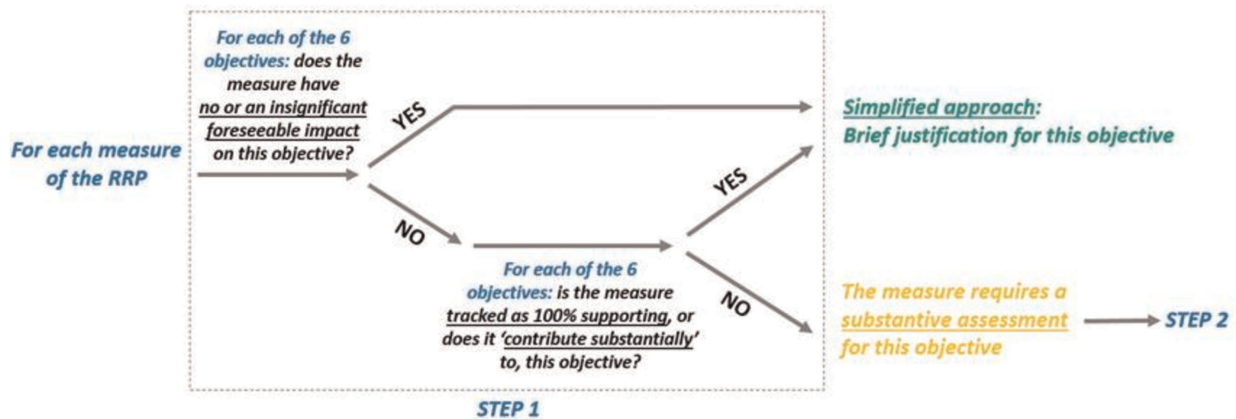 For each of the 6
objectives: does the
measure have
no or an insignificant
foreseeable impact
on this objective?
For each measure
of the RRP
YES
NO
Simplified approach:
Brief justification for this objective
YES
NO
For each of the 6
objectives: is the measure
tracked as 100% supporting, or
does it ‘contribute substantially’
to, this objective?
The measure requires a
substantive assessment
for this objective
STEP 2
STEP 1